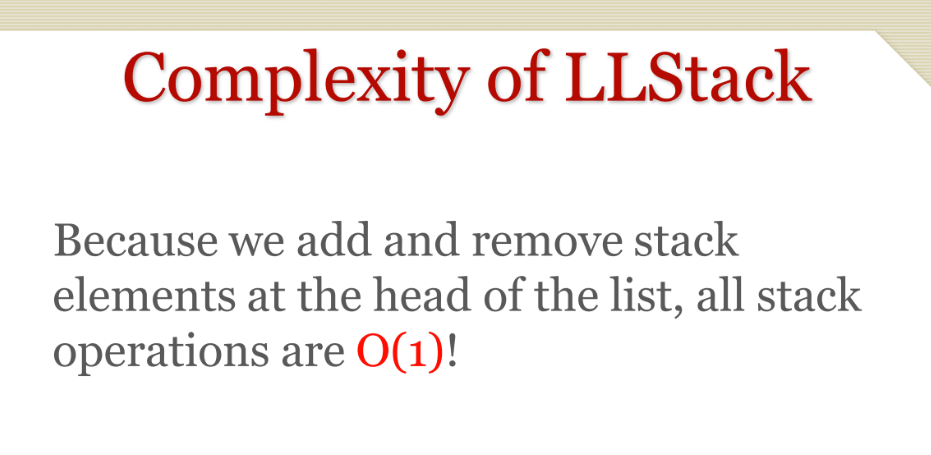 Complexity of LLStack
Because we add and remove stack
elements at the head of the list, all stack
operations are O(1)!